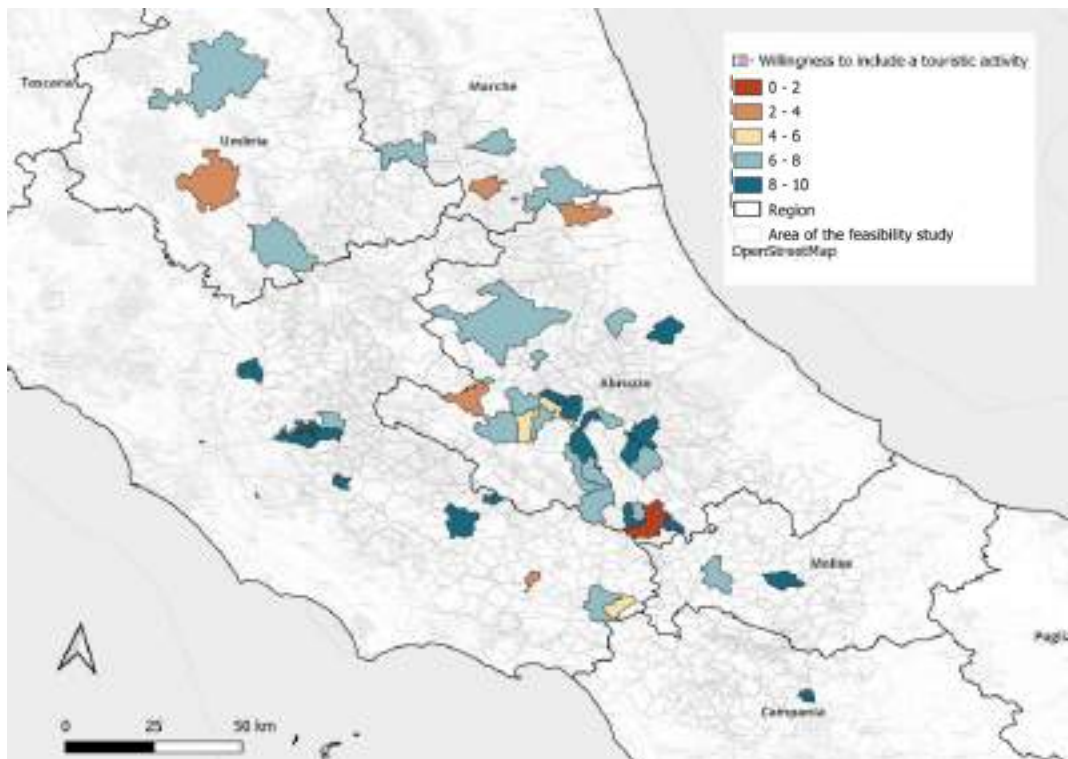 Toscana
Marche
Umbria
Abruzzo
Molise
Puglia
Campania
Willingness to include a touristic activity
0 - 2
2 - 4
4 - 6
6 - 8
8 - 10
Region
Area of the feasibility study
OpenStreetMap
0 25 50 km